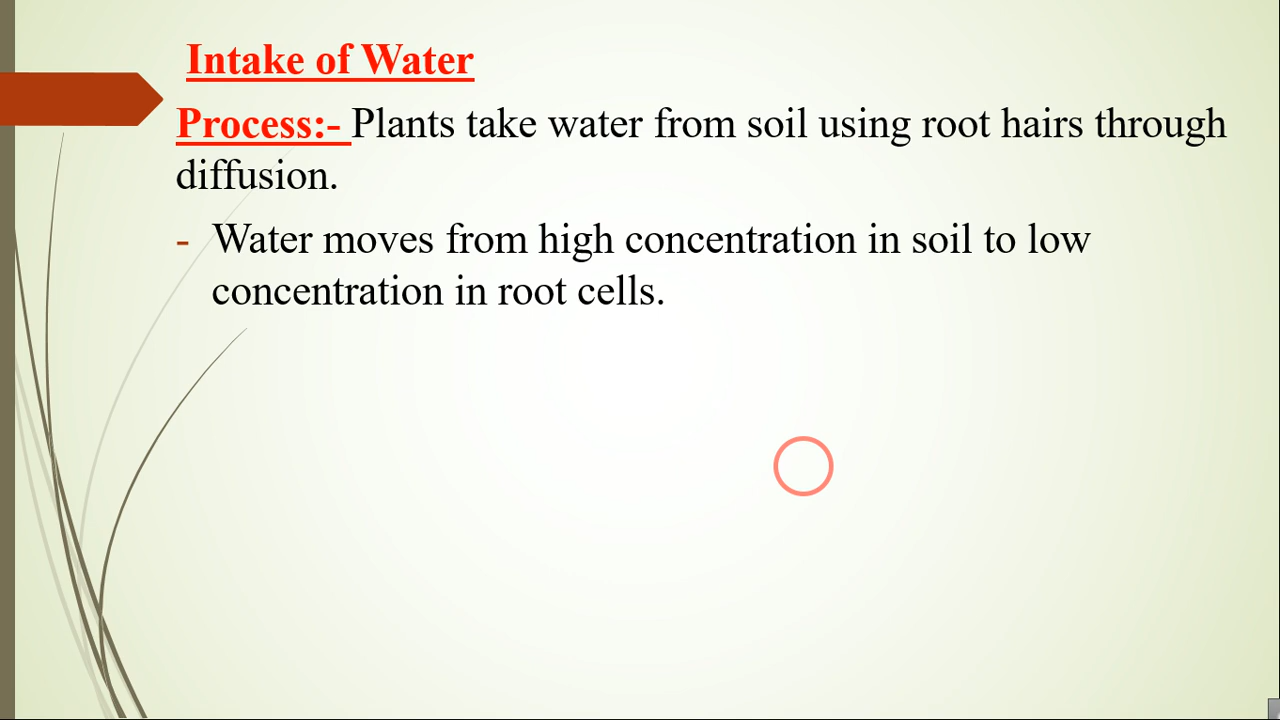 Intake of Water
Process:- Plants take water from soil using root hairs through
diffusion.
- Water moves from high concentration in soil to low
concentration in root cells.